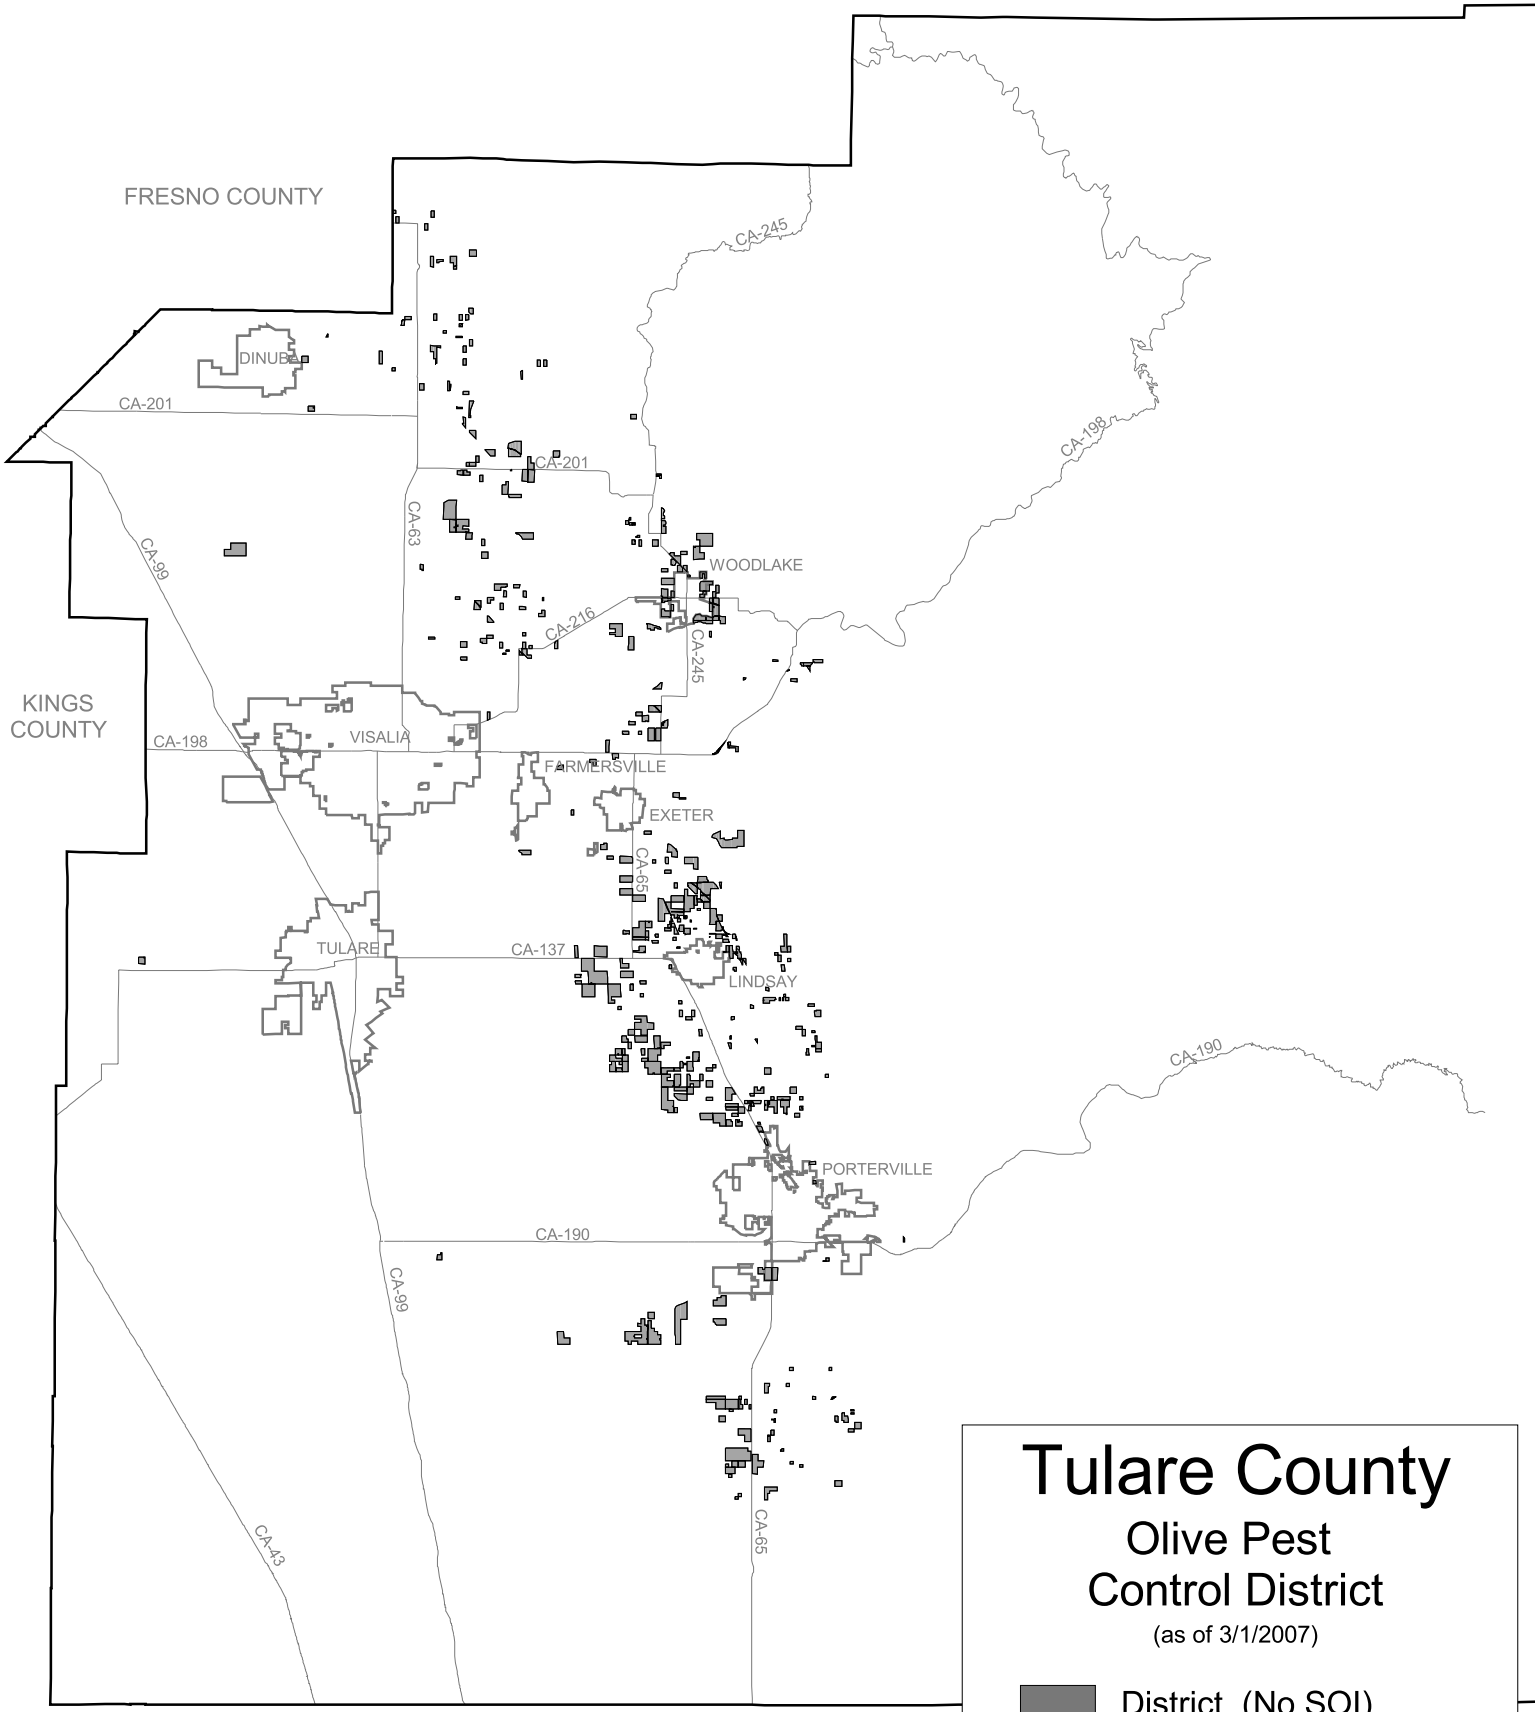 FRESNO COUNTY
CA-245
DINUBA
CA-201
CA-198
CA-201
CA-63
CA-99
WOODLAKE
CA-216
CA-245
KINGS
COUNTY
CA-198
VISALIA
FARMERSVILLE
EXETER
CA-65
TULARE
CA-137
LINDSAY
CA-190
PORTERVILLE
CA-190
CA-99
CA-43
CA-65
Tulare County
Olive Pest
Control District
(as of 3/1/2007)
District (No SOI)